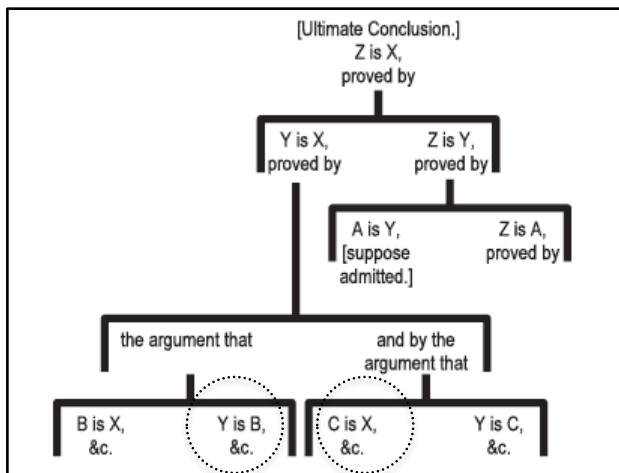 [Ultimate Conclusion.]
Z is X,
proved by
Y is X,
proved by
Z is Y,
proved by
A is Y,
[suppose
admitted.]
Z is A,
proved by
the argument that
and by the
argument that
B is X,
&c.
Y is B,
&c.
C is X,
&c.
Y is C,
&c.